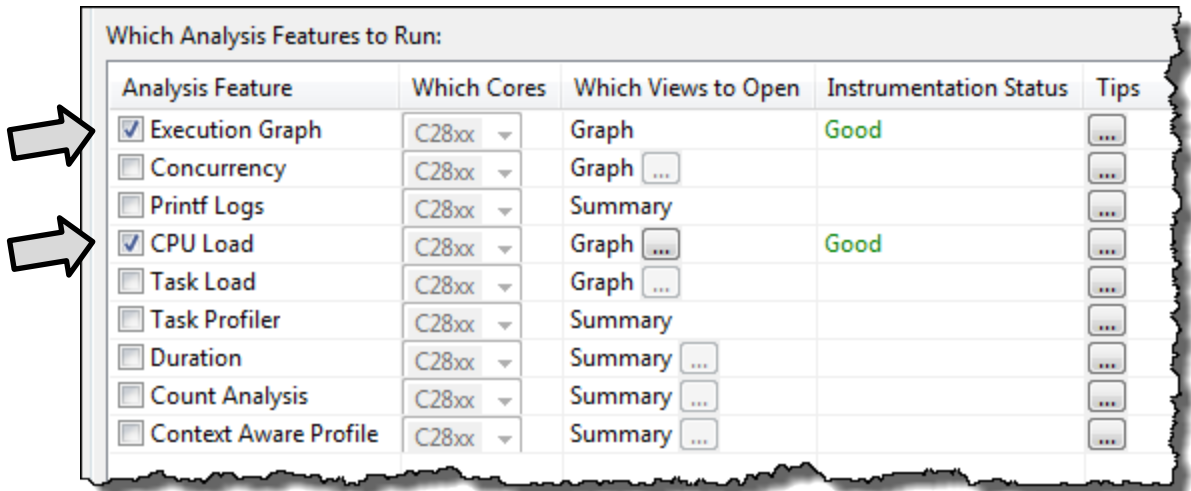 Which Analysis Features to Run:
Analysis Feature Which Cores Which Views to Open Instrumentation Status Tips
Execution Graph C28xx Graph Good ...
Concurrency C28xx Graph ... ...
Printf Logs C28xx Summary ...
CPU Load C28xx Graph ... Good ...
Task Load C28xx Graph ... ...
Task Profiler C28xx Summary ...
Duration C28xx Summary ... ...
Count Analysis C28xx Summary ... ...
Context Aware Profile C28xx Summary ... ...